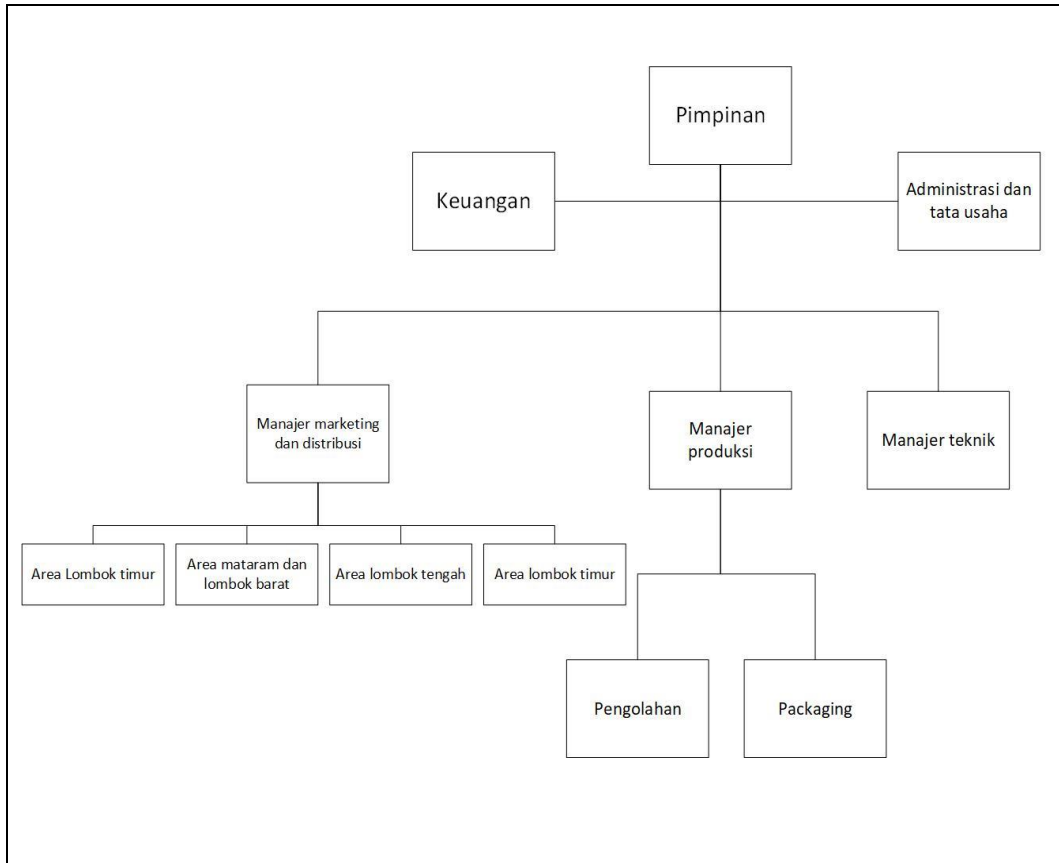 Pimpinan
Keuangan
Administrasi dan
tata usaha
Manajer marketing
dan distribusi
Manajer
produksi
Manajer teknik
Area Lombok timur
Area mataram dan
lombok barat
Area lombok tengah
Area lombok timur
Pengolahan
Packaging